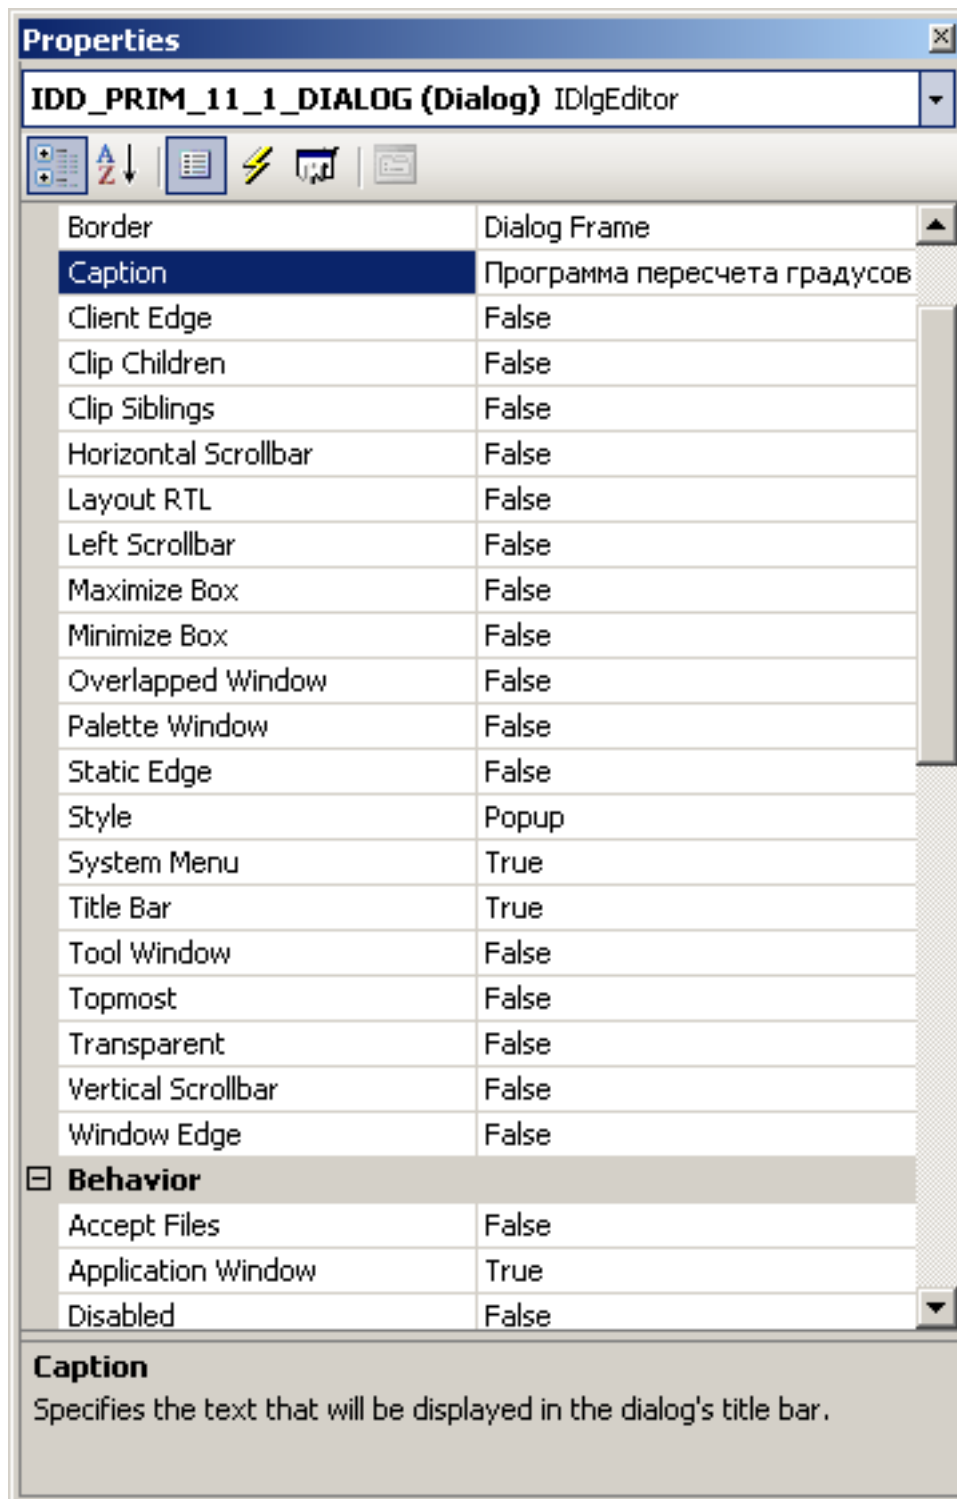 Properties
IDD_PRIM_11_1_DIALOG (Dialog) IDlgEditor
Border Dialog Frame
Caption Программа пересчета градусов
Client Edge False
Clip Children False
Clip Siblings False
Horizontal Scrollbar False
Layout RTL False
Left Scrollbar False
Maximize Box False
Minimize Box False
Overlapped Window False
Palette Window False
Static Edge False
Style Popup
System Menu True
Title Bar True
Tool Window False
Topmost False
Transparent False
Vertical Scrollbar False
Window Edge False
Behavior
Accept Files False
Application Window True
Disabled False
Caption
Specifies the text that will be displayed in the dialog's title bar.